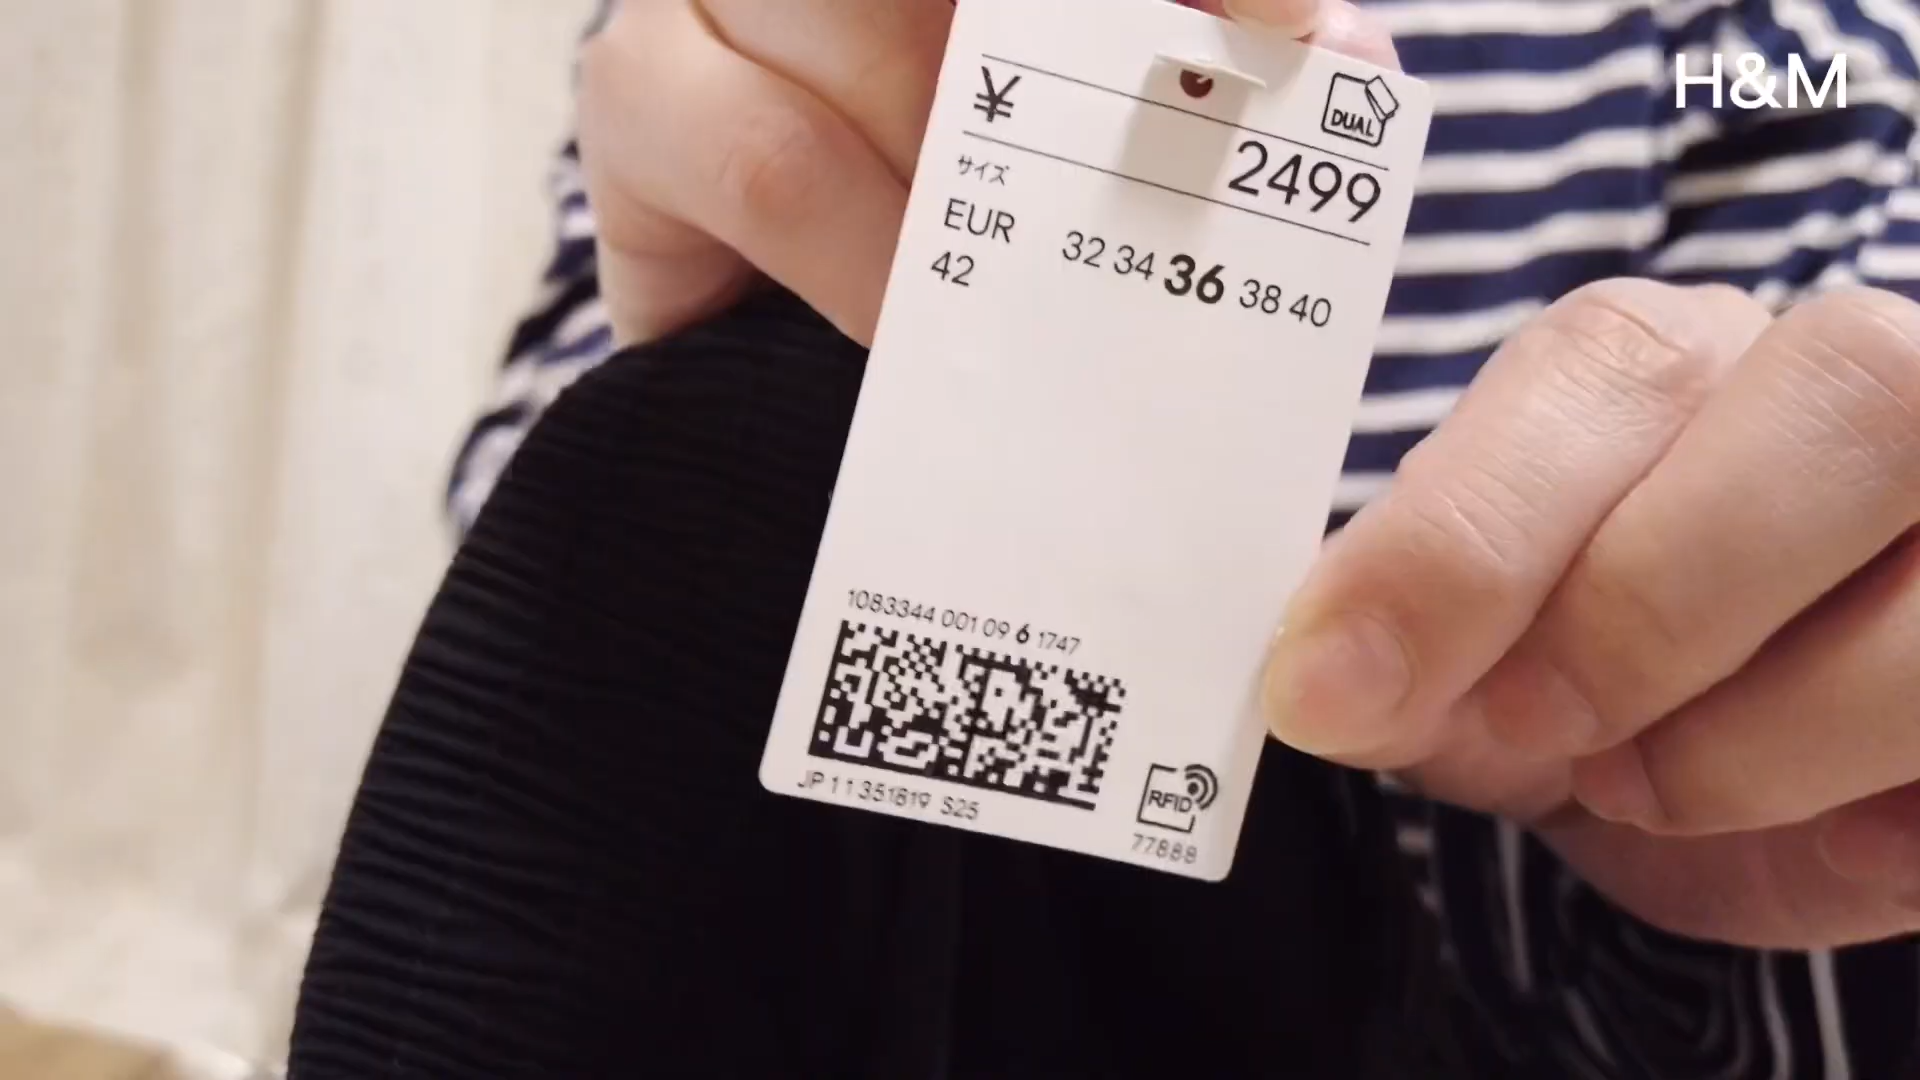 H&M
¥
DUAL
2499
サイズ
EUR 32 34 36 38 40
42
1083344 001 09 6 1747
JP 11351819 S25
RFID
77888